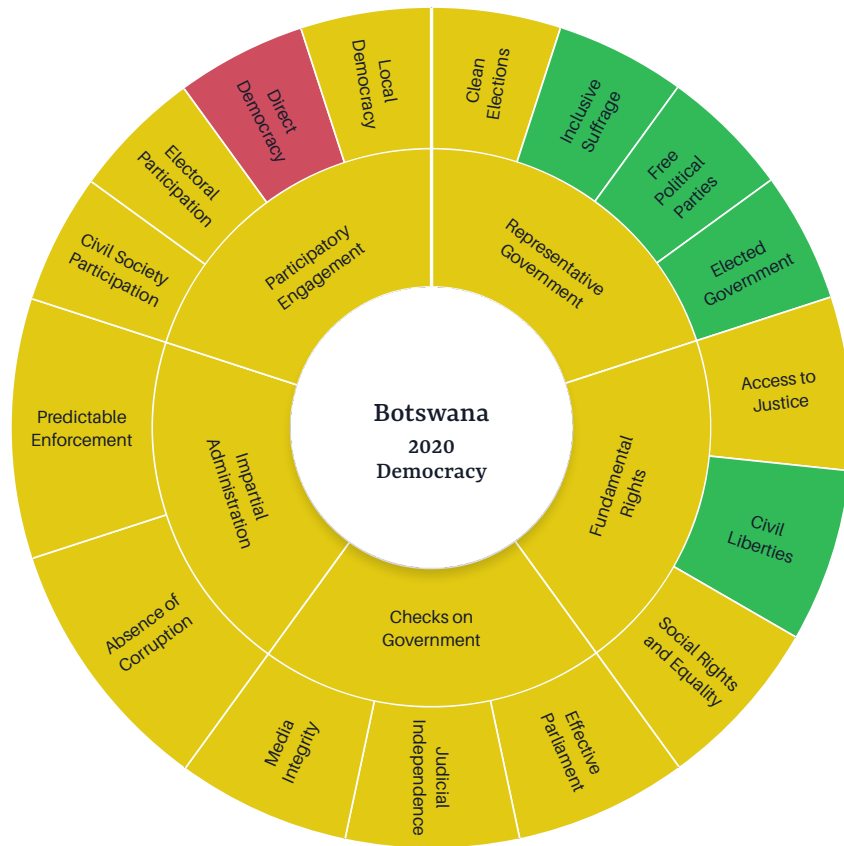 Botswana
2020
Democracy
Representative
Government
Fundamental
Rights
Checks on
Government
Impartial
Administration
Participatory
Engagement
Clean
Elections
Inclusive
Suffrage
Free
Political
Parties
Elected
Government
Access to
Justice
Civil
Liberties
Social Rights
and Equality
Effective
Parliament
Judicial
Independence
Media
Integrity
Absence of
Corruption
Predictable
Enforcement
Civil Society
Participation
Electoral
Participation
Direct
Democracy
Local
Democracy